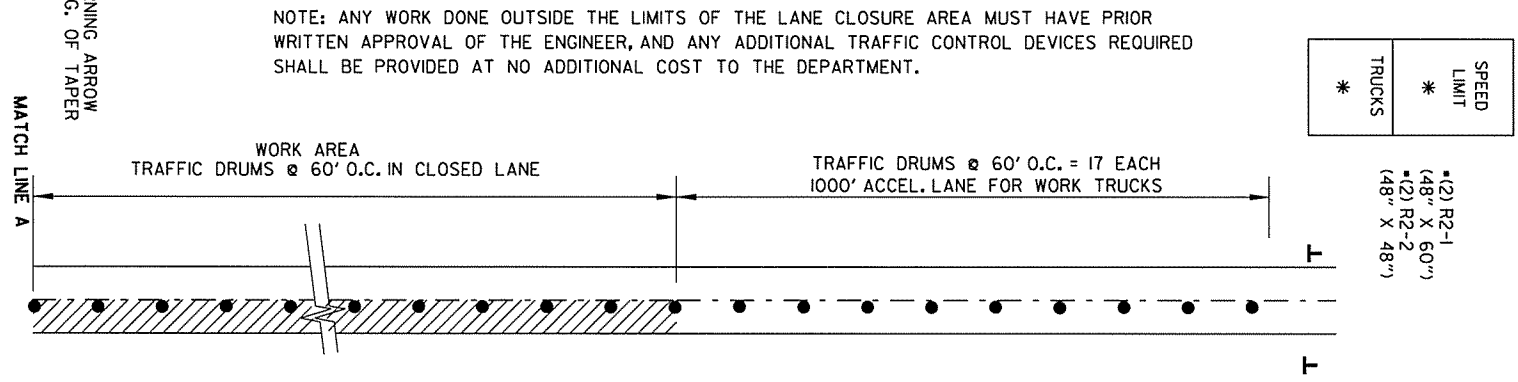 NOTE: ANY WORK DONE OUTSIDE THE LIMITS OF THE LANE CLOSURE AREA MUST HAVE PRIOR
WRITTEN APPROVAL OF THE ENGINEER, AND ANY ADDITIONAL TRAFFIC CONTROL DEVICES REQUIRED
SHALL BE PROVIDED AT NO ADDITIONAL COST TO THE DEPARTMENT.
ARROW
OF TAPER
MATCH LINE A
WORK AREA
TRAFFIC DRUMS @ 60' O.C. IN CLOSED LANE
TRAFFIC DRUMS @ 60' O.C. = 17 EACH
1000' ACCEL. LANE FOR WORK TRUCKS
SPEED
LIMIT
*
TRUCKS
*
*(2) R2-1
(48" X 60")
*(2) R2-2
(48" X 48")